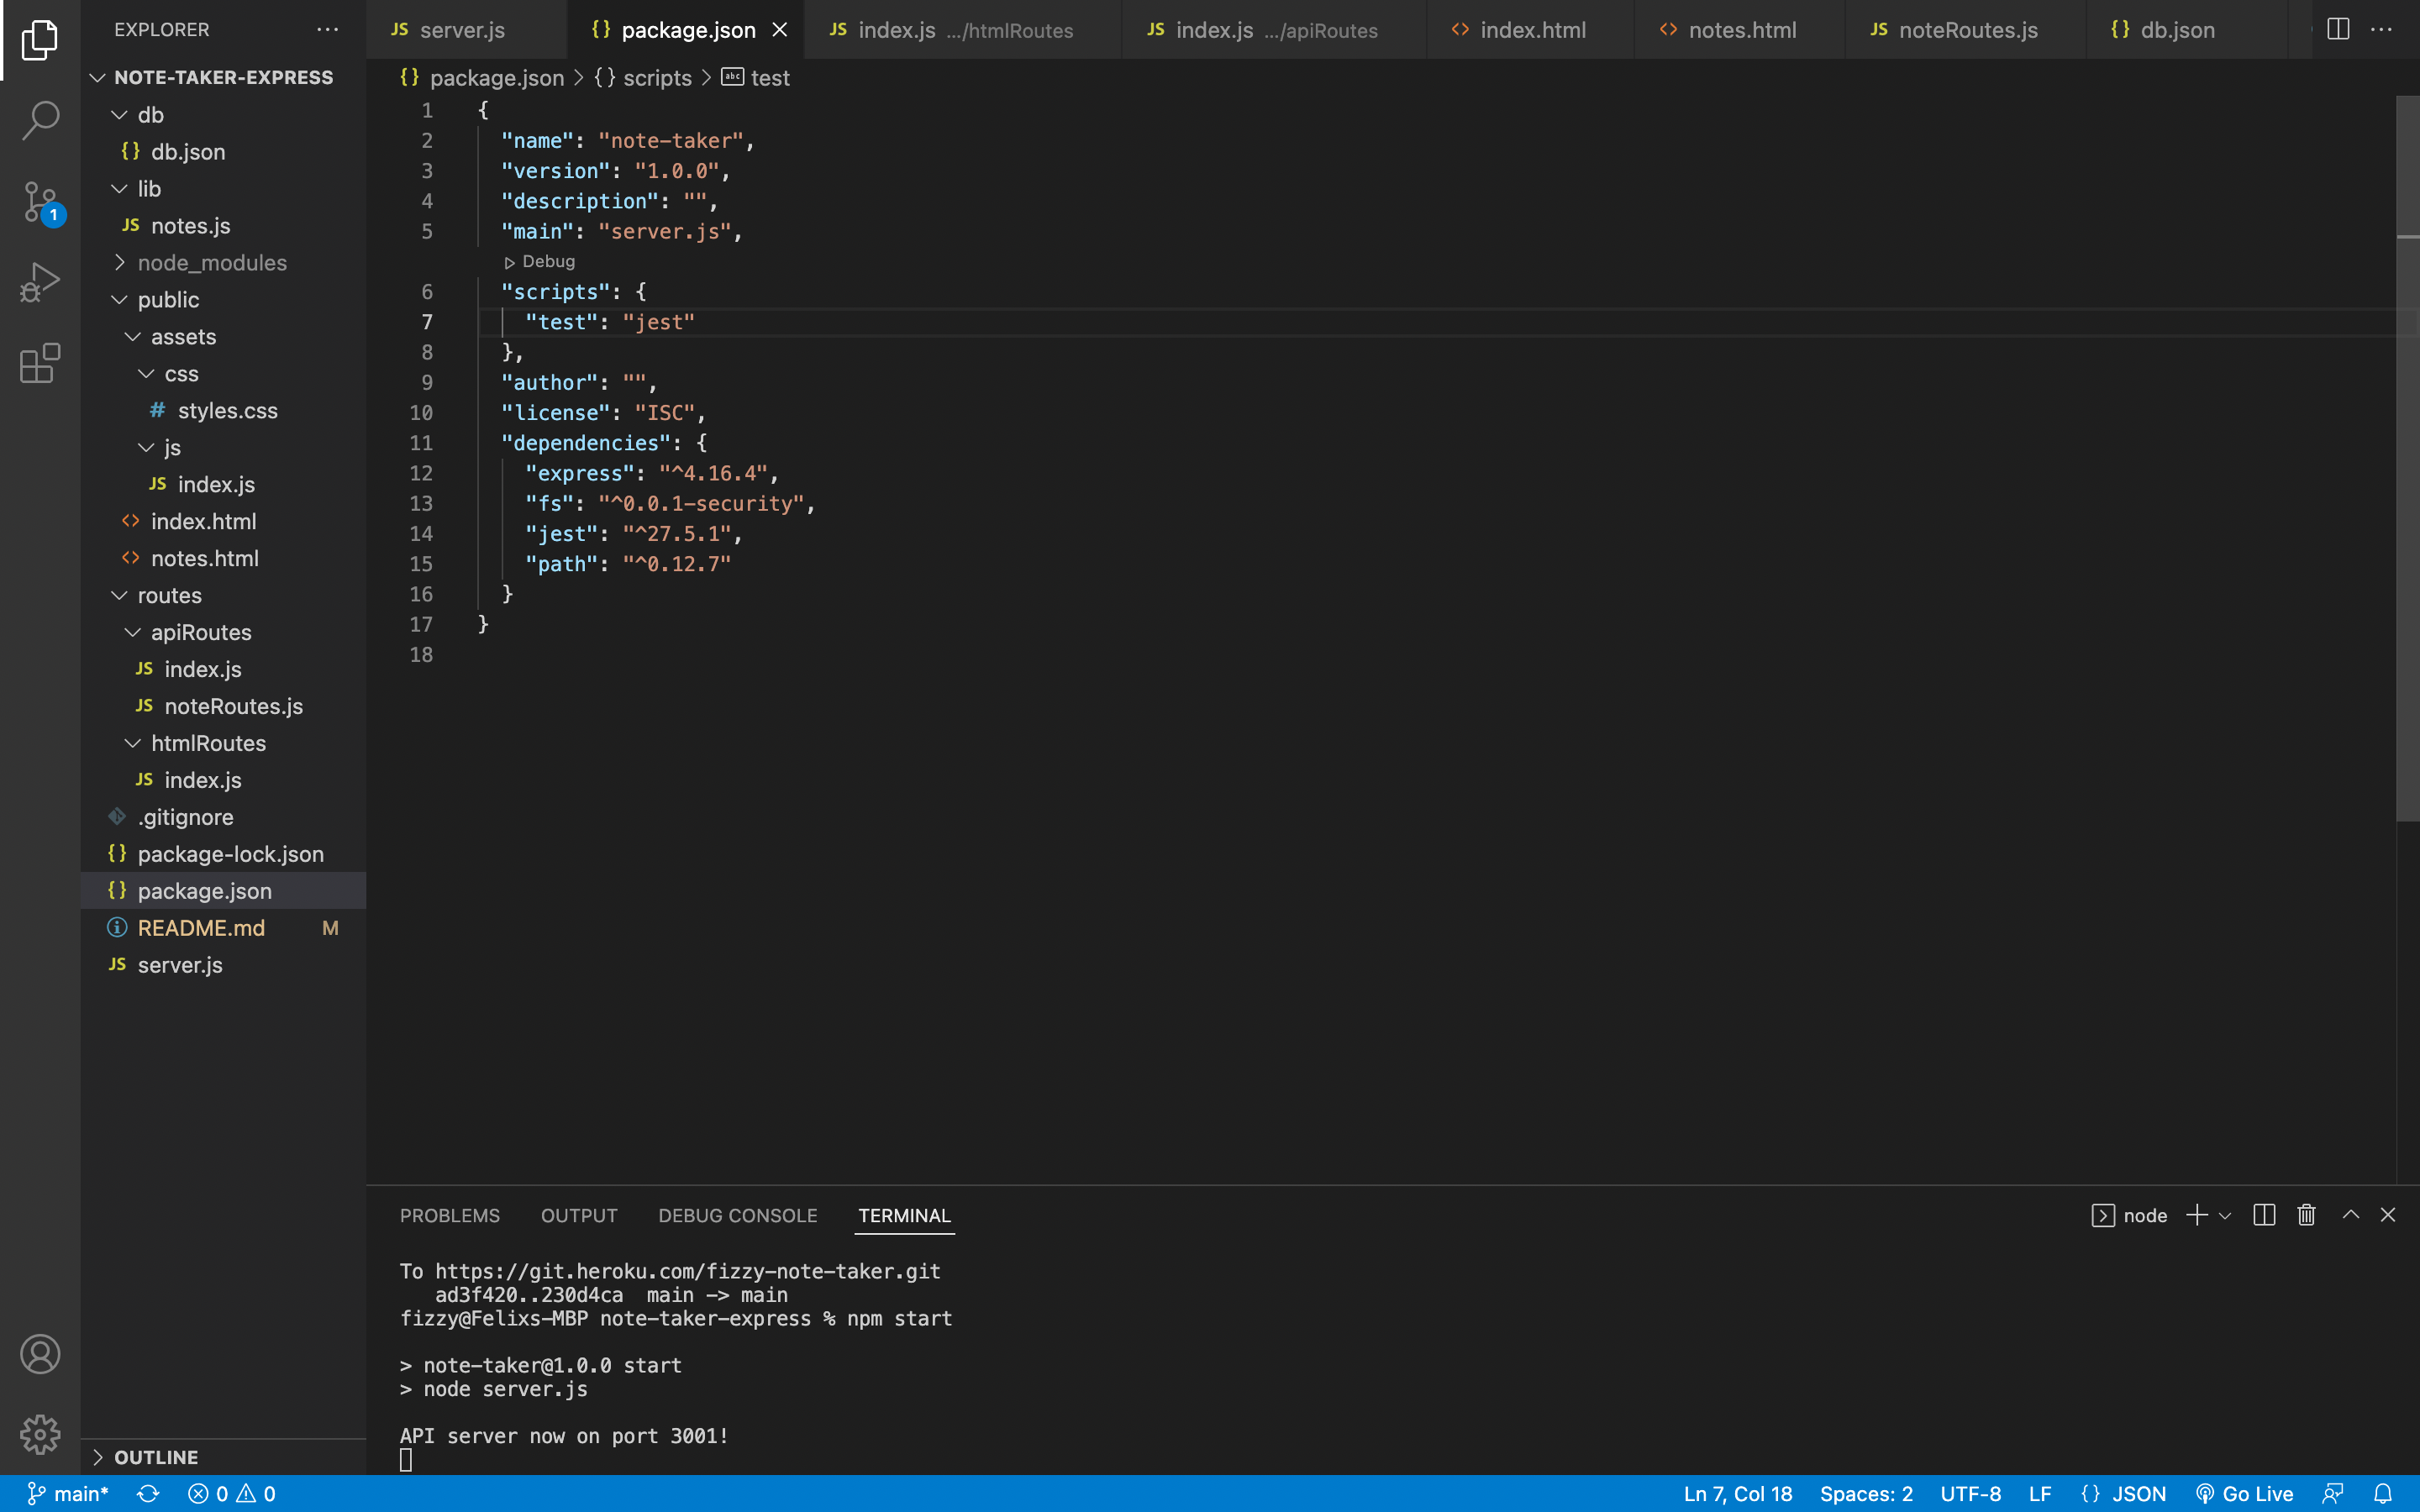 EXPLORER
NOTE-TAKER-EXPRESS
db
{} db.json
lib
JS notes.js
node_modules
public
assets
css
# styles.css
js
JS index.js
<> index.html
<> notes.html
routes
apiRoutes
JS index.js
JS noteRoutes.js
htmlRoutes
JS index.js
.gitignore
{} package-lock.json
{} package.json
README.md M
JS server.js
OUTLINE
1
JS server.js
{} package.json
JS index.js .../htmlRoutes
JS index.js .../apiRoutes
<> index.html
<> notes.html
JS noteRoutes.js
{} db.json
{} package.json > {} scripts > abc test
1 {
2 "name": "note-taker",
3 "version": "1.0.0",
4 "description": "",
5 "main": "server.js",
Debug
6 "scripts": {
7 "test": "jest"
8 },
9 "author": "",
10 "license": "ISC",
11 "dependencies": {
12 "express": "^4.16.4",
13 "fs": "^0.0.1-security",
14 "jest": "^27.5.1",
15 "path": "^0.12.7"
16 }
17 }
18
PROBLEMS OUTPUT DEBUG CONSOLE TERMINAL
node
To https://git.heroku.com/fizzy-note-taker.git
ad3f420..230d4ca main -> main
fizzy@Felixs-MBP note-taker-express % npm start
> note-taker@1.0.0 start
> node server.js
API server now on port 3001!
main* 0 0 Ln 7, Col 18 Spaces: 2 UTF-8 LF {} JSON Go Live